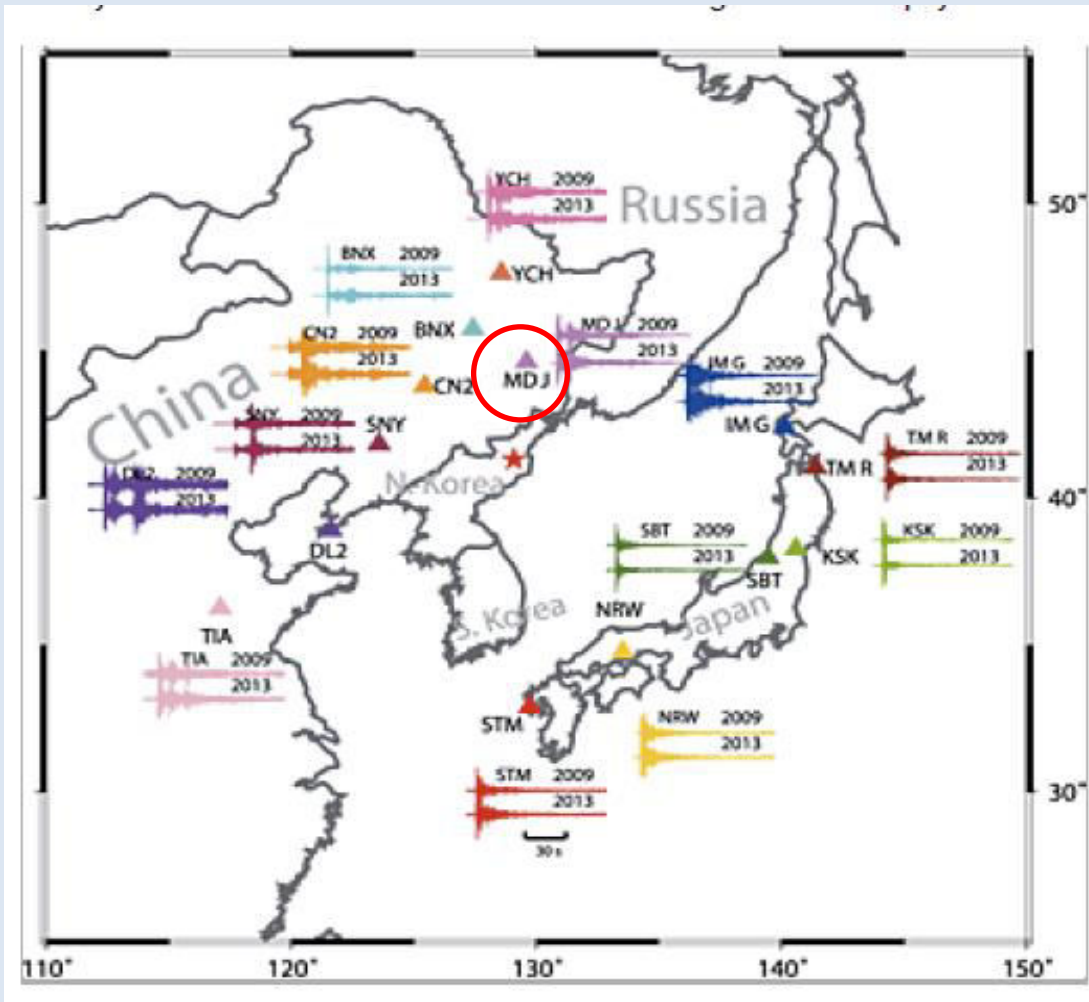 YCH 2009
2013
Russia
50°
BNX 2009
2013
YCH
BNX
CN2 2009
2013
MDJ 2009
2013
MDJ
CN2
IMG 2009
2013
China
SNY 2009
2013
SNY
IMG
TMR 2009
2013
TMR
DL2 2009
2013
N. Korea
40°
DL2
SBT 2009
2013
SBT
KSK
KSK 2009
2013
TIA
TIA 2009
2013
S. Korea
NRW
Japan
STM
NRW 2009
2013
STM 2009
2013
30 s
30°
110°
120°
130°
140°
150°